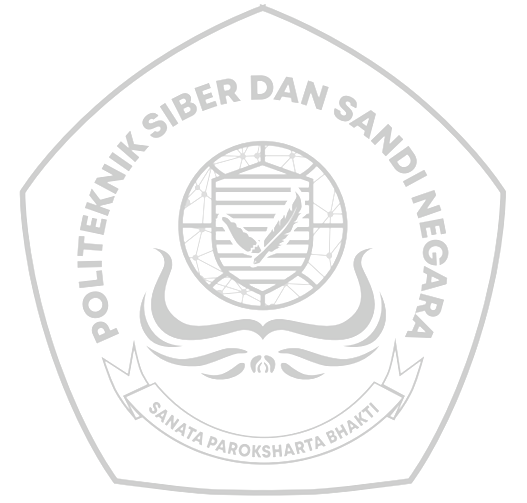 POLITEKNIK SIBER DAN SANDI NEGARA
SANATA PAROKSHARTA BHAKTI